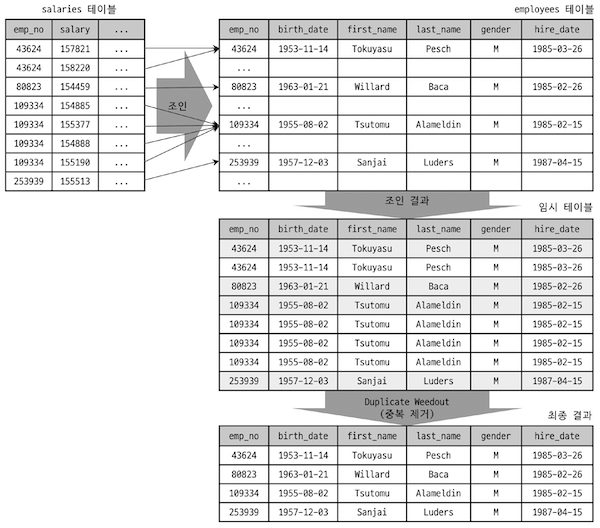 salaries 테이블
employees 테이블
emp_no salary ...
43624 157821 ...
43624 158220 ...
80823 154459 ...
109334 154885 ...
109334 155377 ...
109334 154888 ...
109334 155190 ...
253939 155513 ...
조인
emp_no birth_date first_name last_name gender hire_date
43624 1953-11-14 Tokuyasu Pesch M 1985-03-26
...
80823 1963-01-21 Willard Baca M 1985-02-26
...
109334 1955-08-02 Tsutomu Alameldin M 1985-02-15
...
253939 1957-12-03 Sanjai Luders M 1987-04-15
...
조인 결과
임시 테이블
emp_no birth_date first_name last_name gender hire_date
43624 1953-11-14 Tokuyasu Pesch M 1985-03-26
43624 1953-11-14 Tokuyasu Pesch M 1985-03-26
80823 1963-01-21 Willard Baca M 1985-02-26
109334 1955-08-02 Tsutomu Alameldin M 1985-02-15
109334 1955-08-02 Tsutomu Alameldin M 1985-02-15
109334 1955-08-02 Tsutomu Alameldin M 1985-02-15
109334 1955-08-02 Tsutomu Alameldin M 1985-02-15
253939 1957-12-03 Sanjai Luders M 1987-04-15
Duplicate Weedout
(중복 제거)
최종 결과
emp_no birth_date first_name last_name gender hire_date
43624 1953-11-14 Tokuyasu Pesch M 1985-03-26
80823 1963-01-21 Willard Baca M 1985-02-26
109334 1955-08-02 Tsutomu Alameldin M 1985-02-15
253939 1957-12-03 Sanjai Luders M 1987-04-15